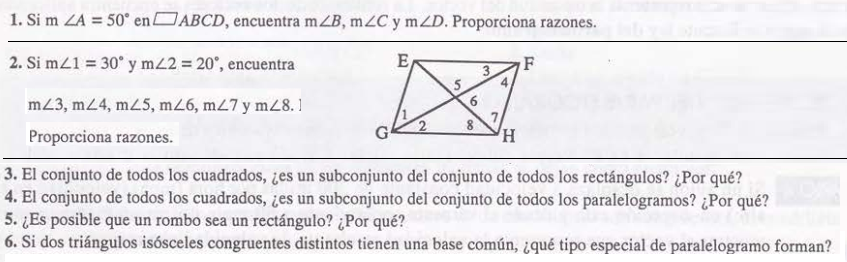 1. Si m ∠A = 50° en ▱ABCD, encuentra m∠B, m∠C y m∠D. Proporciona razones.
2. Si m∠1 = 30° y m∠2 = 20°, encuentra
m∠3, m∠4, m∠5, m∠6, m∠7 y m∠8.
Proporciona razones.
E F
3
5 4
6
1 7
2 8
G H
3. El conjunto de todos los cuadrados, ¿es un subconjunto del conjunto de todos los rectángulos? ¿Por qué?
4. El conjunto de todos los cuadrados, ¿es un subconjunto del conjunto de todos los paralelogramos? ¿Por qué?
5. ¿Es posible que un rombo sea un rectángulo? ¿Por qué?
6. Si dos triángulos isósceles congruentes distintos tienen una base común, ¿qué tipo especial de paralelogramo forman?